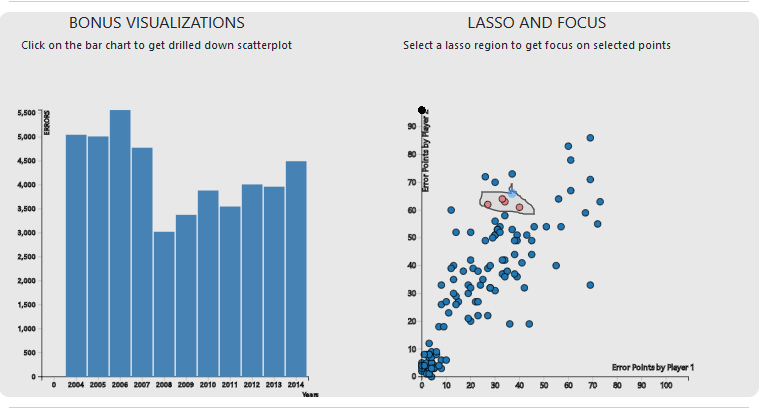 BONUS VISUALIZATIONS
Click on the bar chart to get drilled down scatterplot
ERRORS
5,500
5,000
4,500
4,000
3,500
3,000
2,500
2,000
1,500
1,000
500
0
0 2004 2005 2006 2007 2008 2009 2010 2011 2012 2013 2014
Years
LASSO AND FOCUS
Select a lasso region to get focus on selected points
Error Points by Player 2
90
80
70
60
50
40
30
20
10
0
Error Points by Player 1
0 10 20 30 40 50 60 70 80 90 100